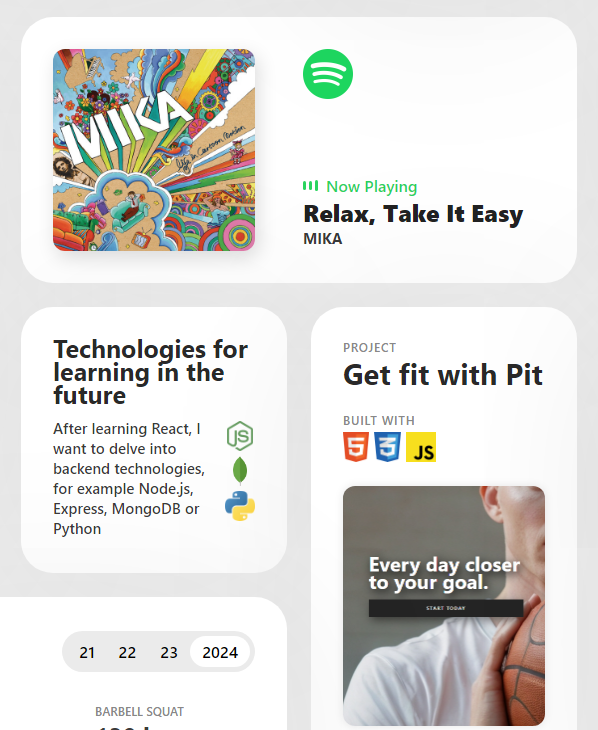 MIKA
life in Cartoon motion
Now Playing
Relax, Take It Easy
MIKA
Technologies for
learning in the
future
After learning React, I
want to delve into
backend technologies,
for example Node.js,
Express, MongoDB or
Python
JS
PROJECT
Get fit with Pit
BUILT WITH
5
3
JS
Every day closer
to your goal.
START TODAY
21
22
23
2024
BARBELL SQUAT